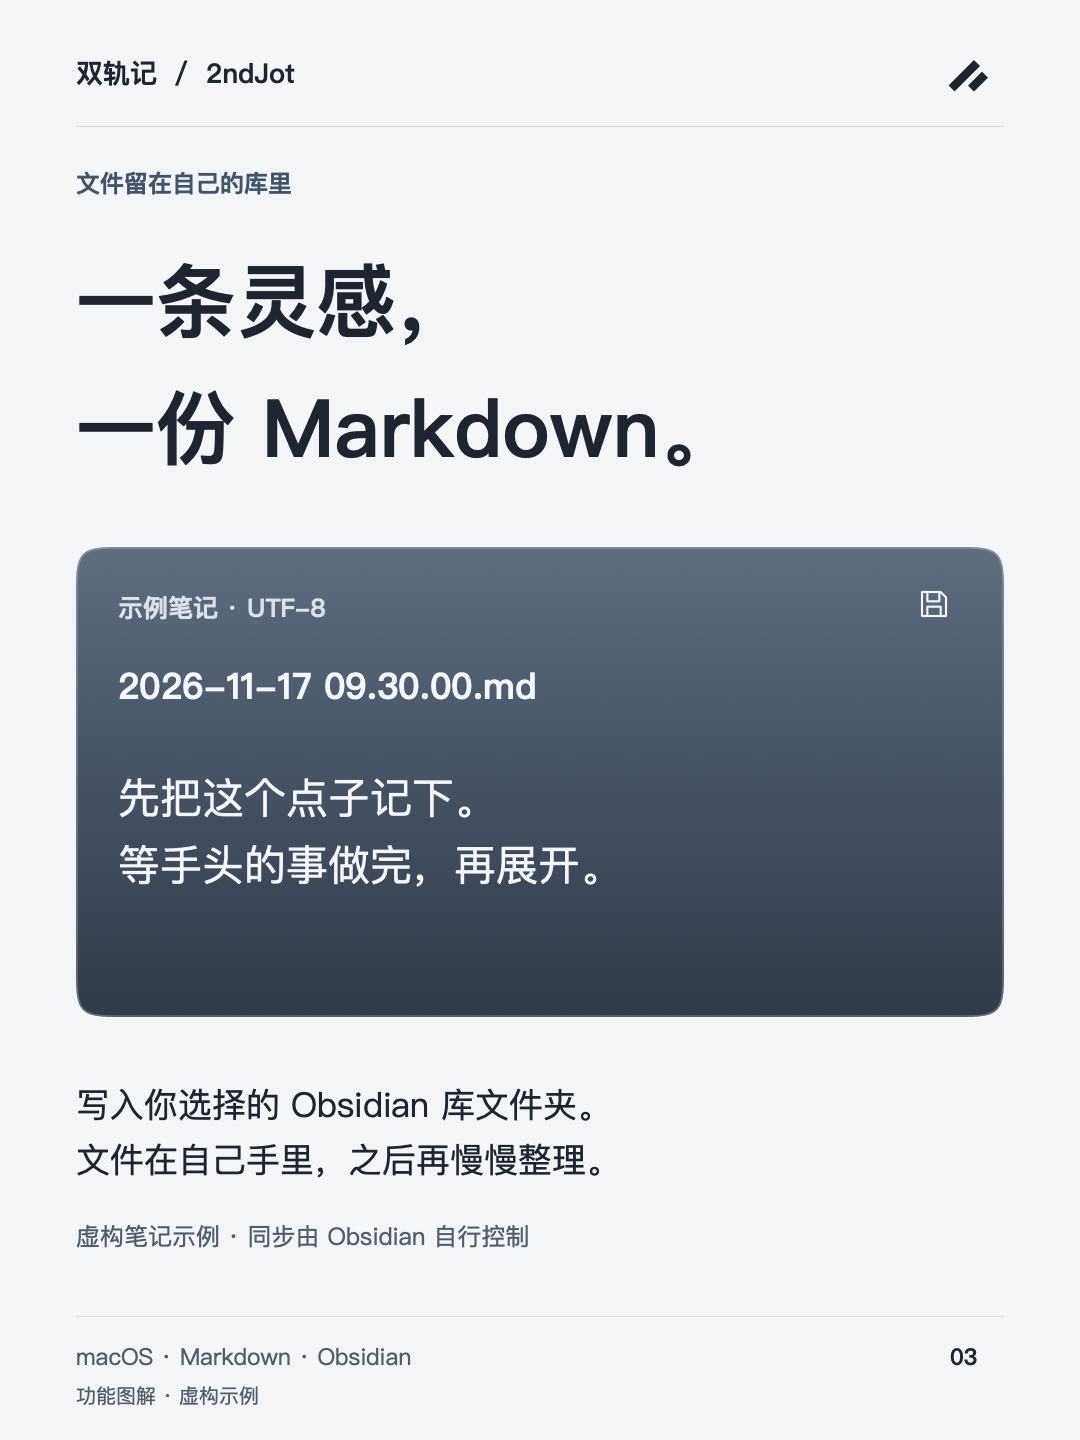 双轨记 / 2ndJot
文件留在自己的库里
一条灵感,
一份 Markdown。
示例笔记 · UTF-8
2026-11-17 09.30.00.md
先把这个点子记下。
等手头的事做完，再展开。
写入你选择的 Obsidian 库文件夹。
文件在自己手里，之后再慢慢整理。
虚构笔记示例 · 同步由 Obsidian 自行控制
macOS · Markdown · Obsidian
03
功能图解 · 虚构示例